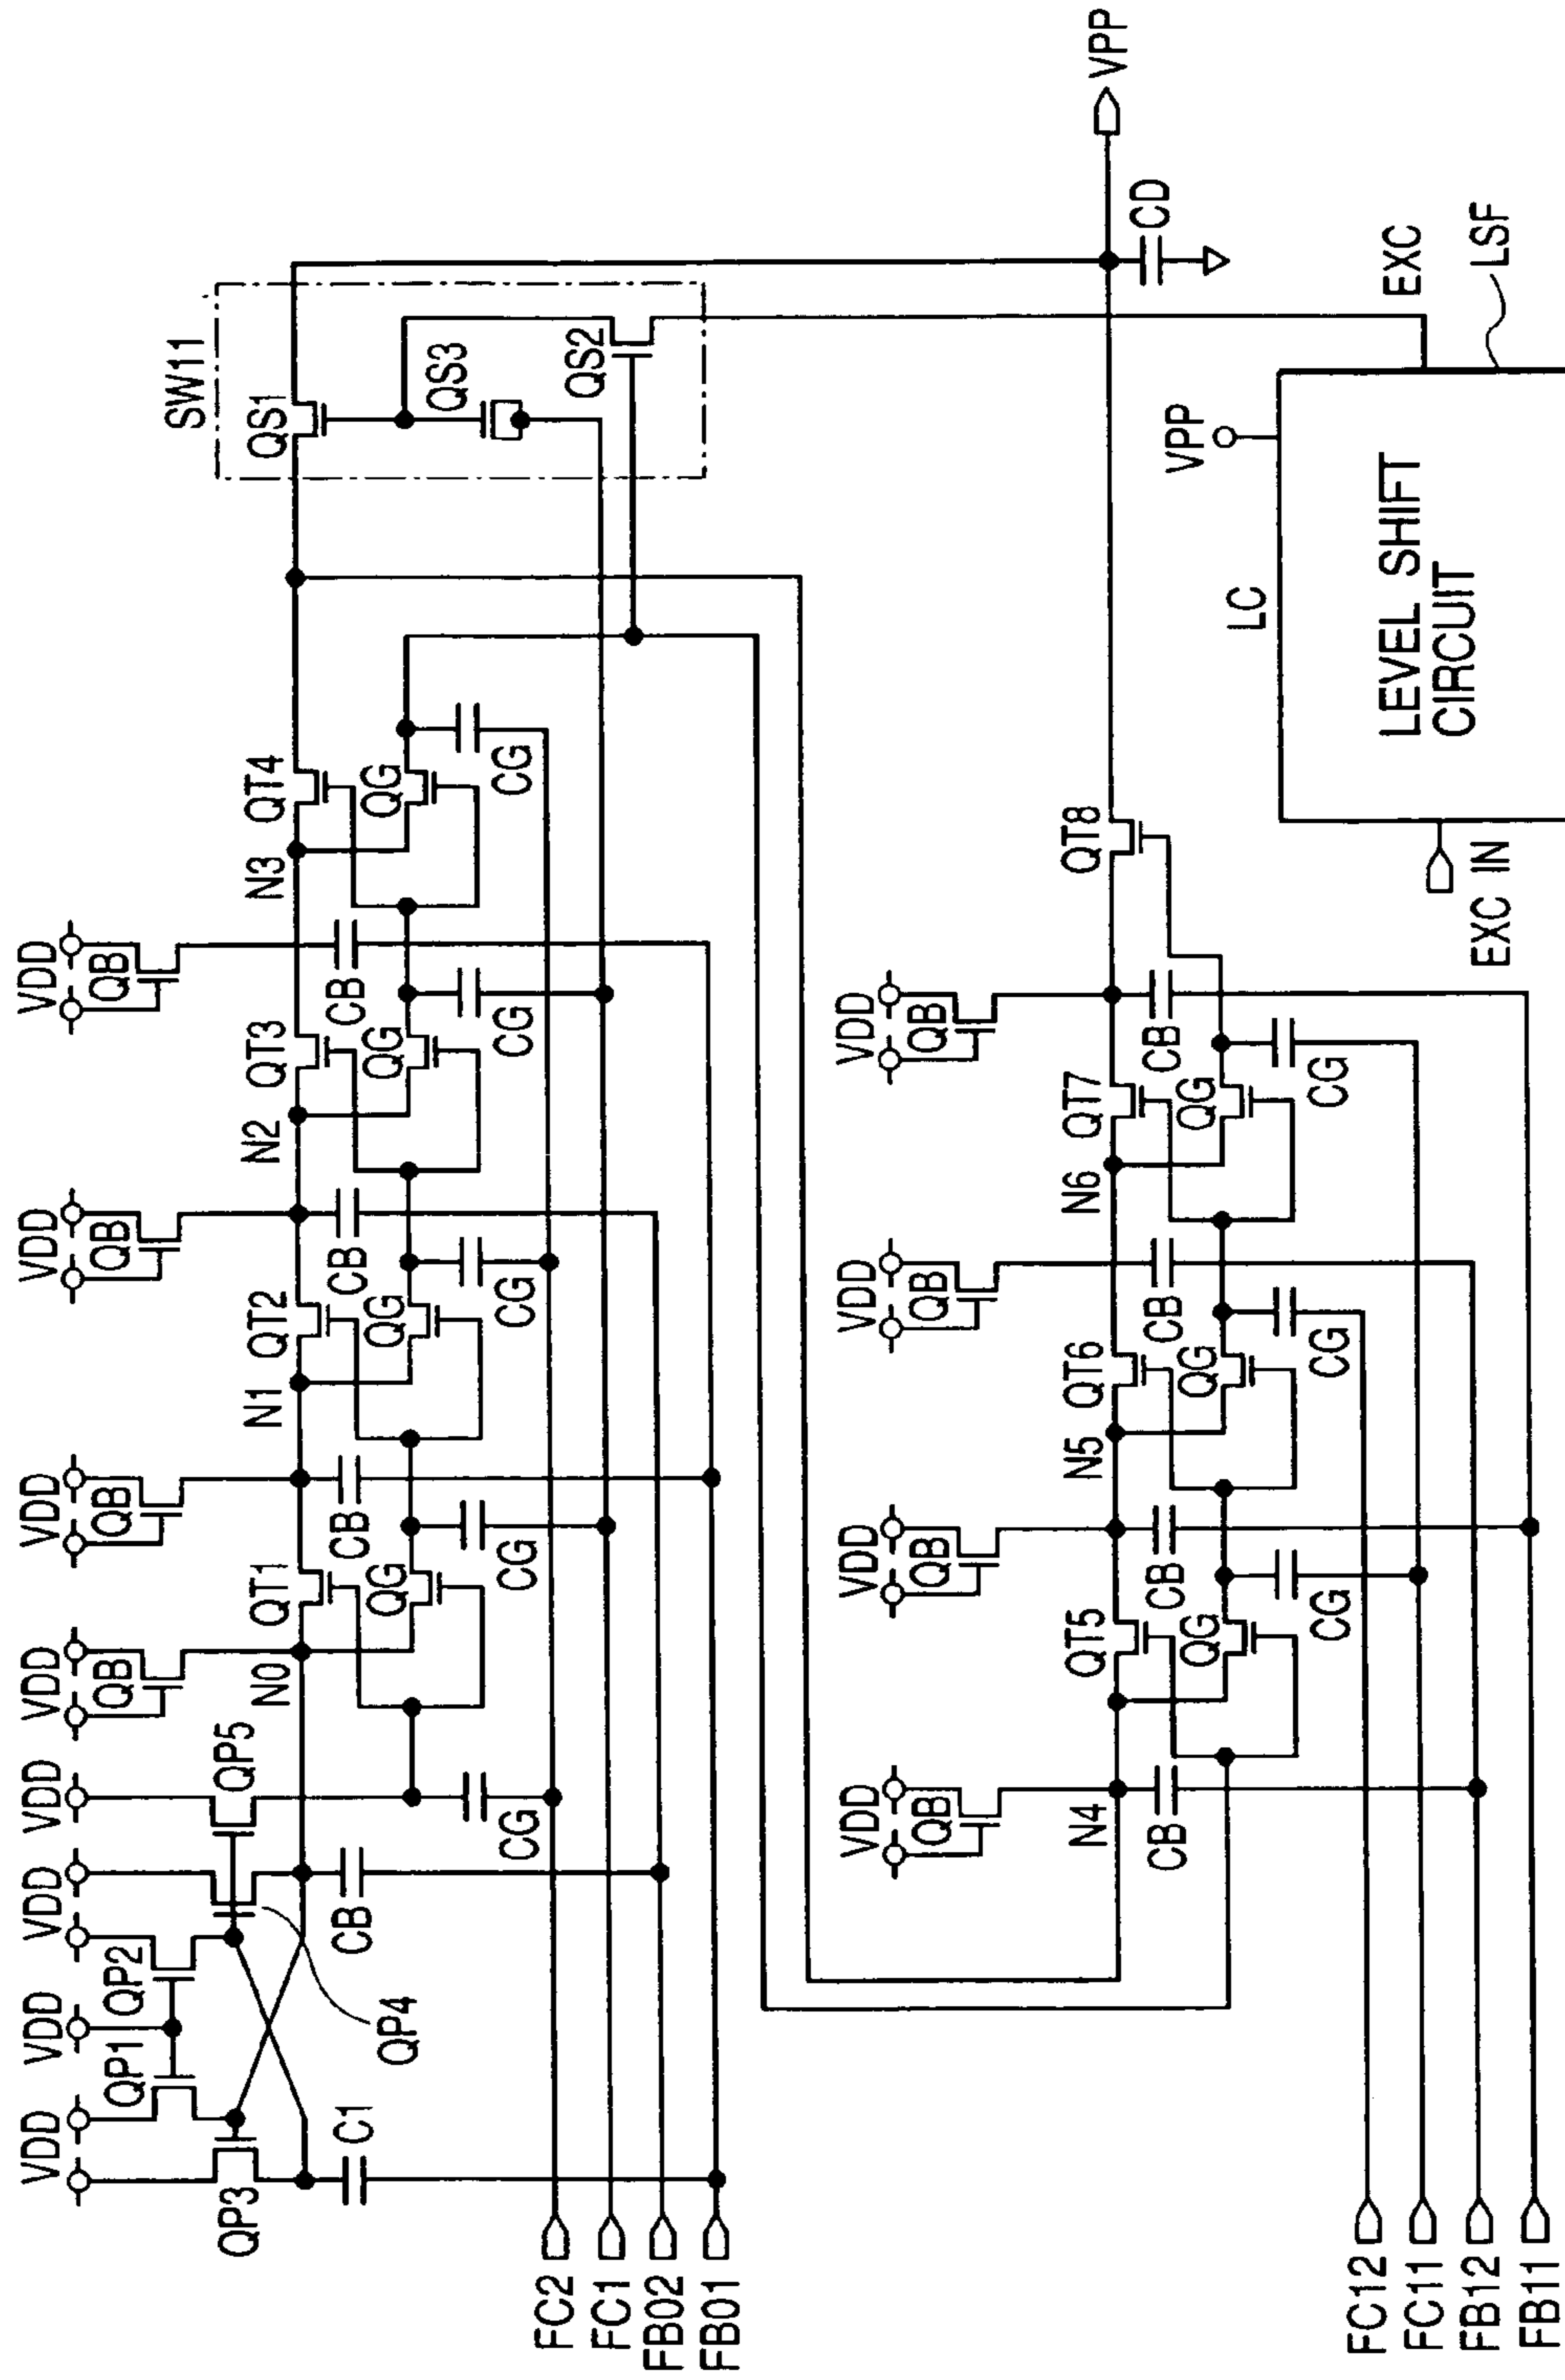 VDD VDD VDD VDD VDD VDD VDD VDD VDD
QP1 QP2 QP5 QB QB QB QB
QP3 N0 QT1 N1 QT2 N2 QT3 N3 QT4 QS1 SW11
QP4
C1 CB QG CB QG CB QG CB QG QS3
CG CG CG CG CG QS2
FC2
FC1
FB02
FB01
VDD VDD VDD VDD
QB QB QB QB
N4 QT5 N5 QT6 N6 QT7 QT8 VPP
CB QG CB QG CB QG CB CD
CG CG CG
FC12
FC11
FB12
FB11
VPP
LC
EXC
LSF
EXC IN
LEVEL SHIFT
CIRCUIT